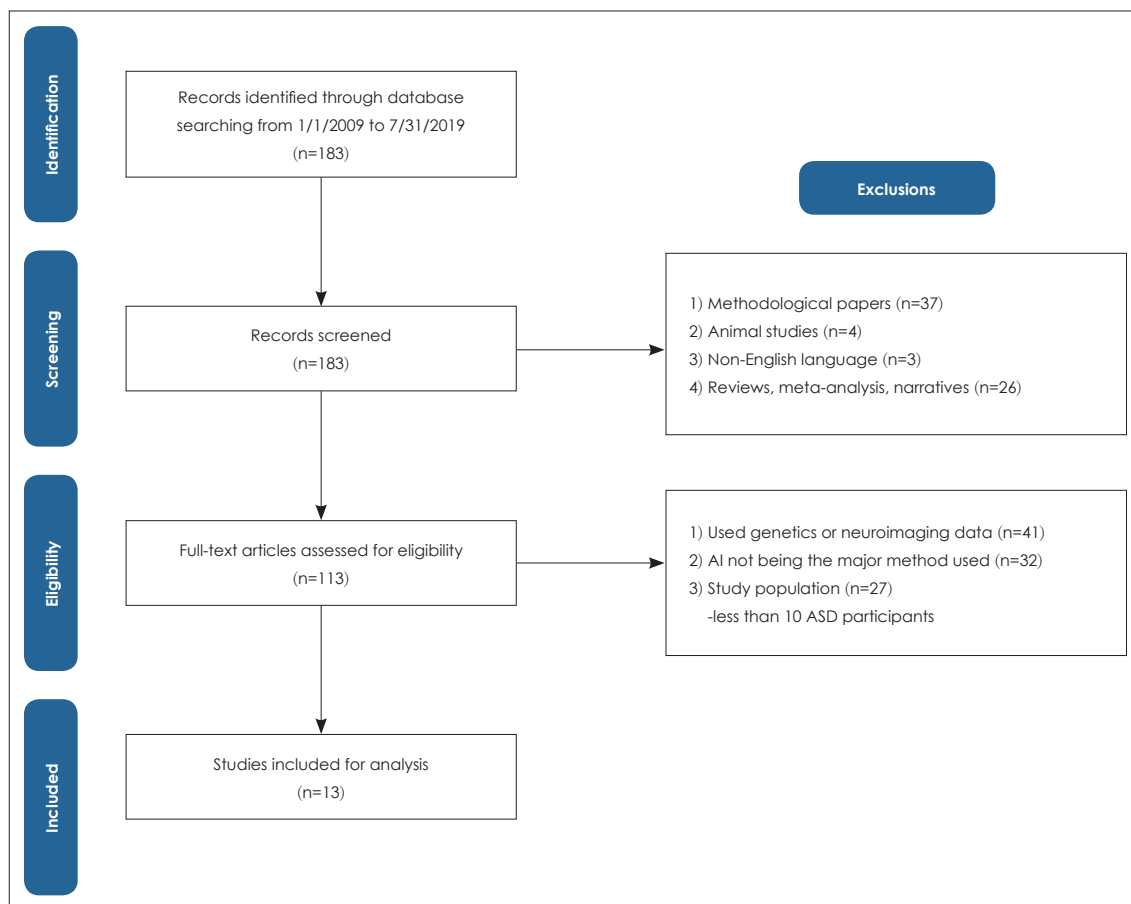 Identification
Records identified through database
searching from 1/1/2009 to 7/31/2019
(n=183)
Exclusions
Screening
Records screened
(n=183)
1) Methodological papers (n=37)
2) Animal studies (n=4)
3) Non-English language (n=3)
4) Reviews, meta-analysis, narratives (n=26)
Eligibility
Full-text articles assessed for eligibility
(n=113)
1) Used genetics or neuroimaging data (n=41)
2) AI not being the major method used (n=32)
3) Study population (n=27)
-less than 10 ASD participants
Included
Studies included for analysis
(n=13)